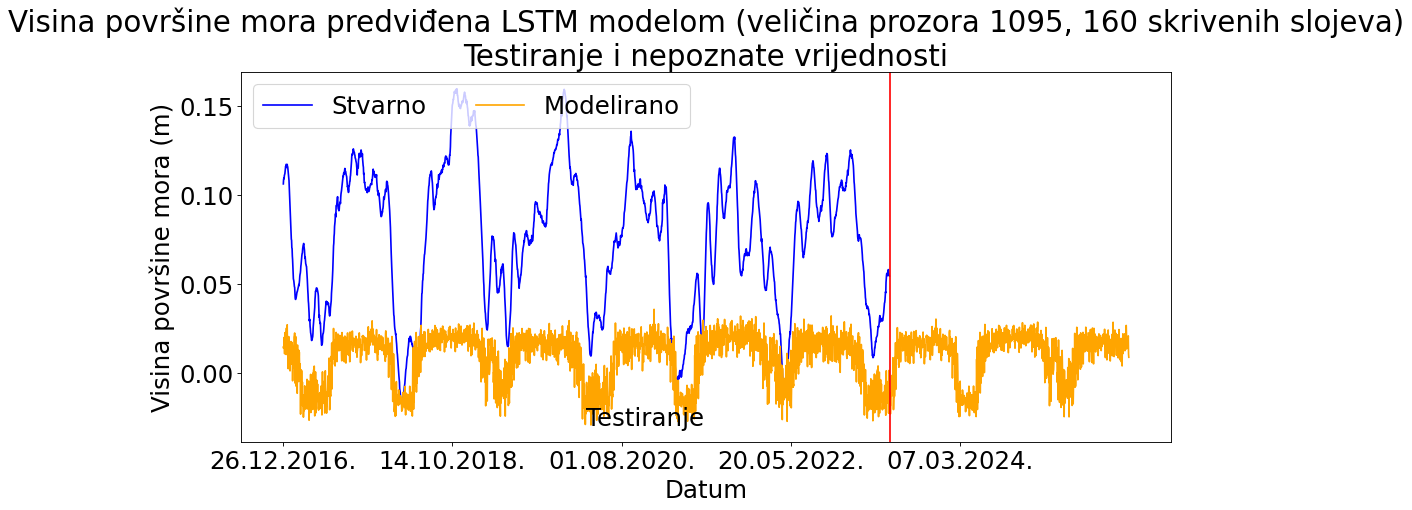 Visina površine mora predviđena LSTM modelom (veličina prozora 1095, 160 skrivenih slojeva)
Testiranje i nepoznate vrijednosti
Stvarno
Modelirano
Visina površine mora (m)
0.15
0.10
0.05
0.00
Testiranje
26.12.2016.
14.10.2018.
01.08.2020.
20.05.2022.
07.03.2024.
Datum